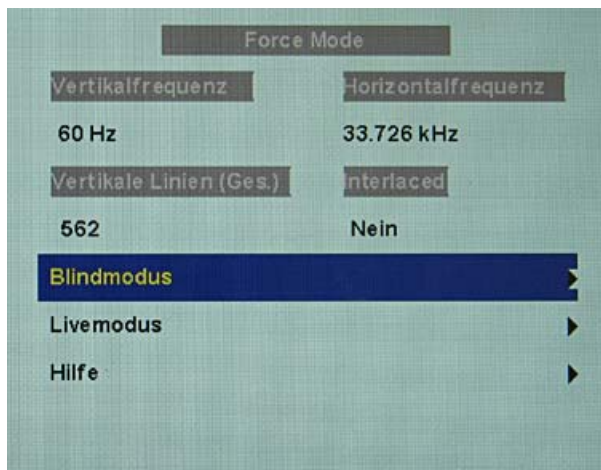 Force Mode
Vertikalfrequenz Horizontalfrequenz
60 Hz 33.726 kHz
Vertikale Linien (Ges.) Interlaced
562 Nein
Blindmodus
Livemodus
Hilfe